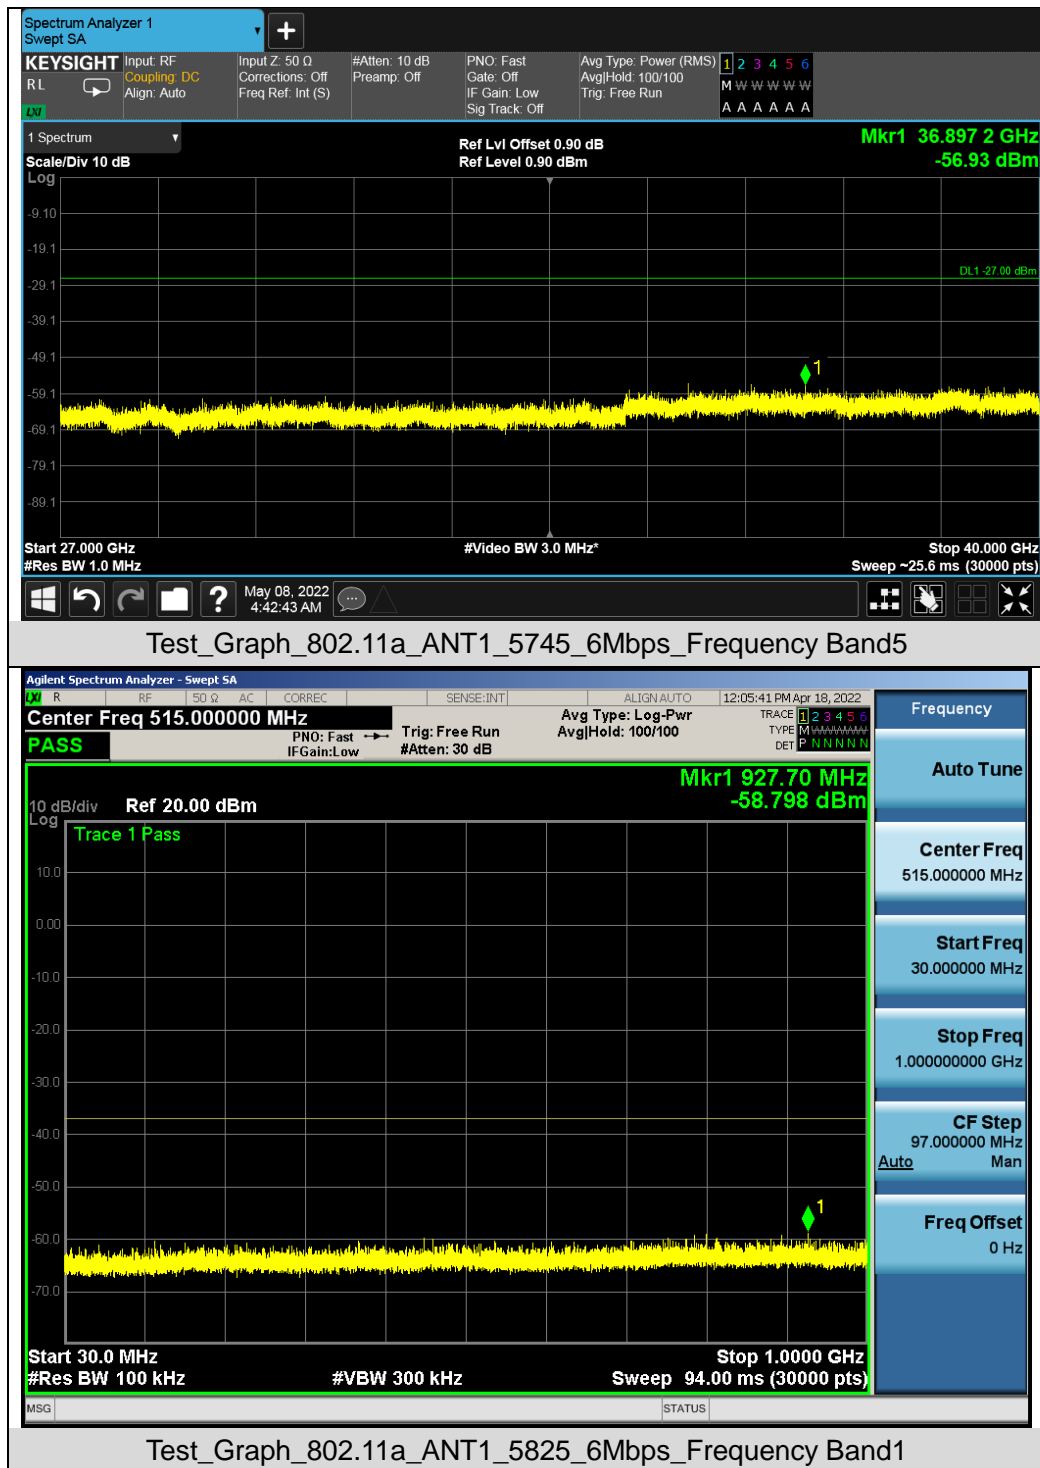 Spectrum Analyzer 1
Swept SA
KEYSIGHT
R L
LXI
Input: RF
Coupling: DC
Align: Auto
Input Z: 50 Ω
Corrections: Off
Freq Ref: Int (S)
#Atten: 10 dB
Preamp: Off
PNO: Fast
Gate: Off
IF Gain: Low
Sig Track: Off
Avg Type: Power (RMS)
Avg|Hold: 100/100
Trig: Free Run
1 2 3 4 5 6
M W W W W W
A A A A A A
1 Spectrum
Scale/Div 10 dB
Ref Lvl Offset 0.90 dB
Ref Level 0.90 dBm
Mkr1 36.897 2 GHz
-56.93 dBm
Log
-9.10
-19.1
DL1 -27.00 dBm
-29.1
-39.1
-49.1
1
-59.1
-69.1
-79.1
-89.1
Start 27.000 GHz
#Video BW 3.0 MHz*
Stop 40.000 GHz
#Res BW 1.0 MHz
Sweep ~25.6 ms (30000 pts)
?
May 08, 2022
4:42:43 AM
Test_Graph_802.11a_ANT1_5745_6Mbps_Frequency Band5
Agilent Spectrum Analyzer - Swept SA
LXI R RF 50 Ω AC CORREC SENSE:INT ALIGN AUTO 12:05:41 PM Apr 18, 2022
Center Freq 515.000000 MHz
PASS
PNO: Fast
IFGain:Low
Trig: Free Run
#Atten: 30 dB
Avg Type: Log-Pwr
Avg|Hold: 100/100
TRACE 1 2 3 4 5 6
TYPE M WWWWW
DET P N N N N N
Mkr1 927.70 MHz
-58.798 dBm
10 dB/div Ref 20.00 dBm
Log
Trace 1 Pass
10.0
0.00
-10.0
-20.0
-30.0
-40.0
-50.0
1
-60.0
-70.0
Start 30.0 MHz
Stop 1.0000 GHz
#Res BW 100 kHz
#VBW 300 kHz
Sweep 94.00 ms (30000 pts)
MSG
STATUS
Frequency
Auto Tune
Center Freq
515.000000 MHz
Start Freq
30.000000 MHz
Stop Freq
1.000000000 GHz
CF Step
97.000000 MHz
Auto Man
Freq Offset
0 Hz
Test_Graph_802.11a_ANT1_5825_6Mbps_Frequency Band1